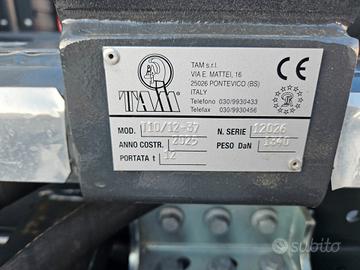 TAM
TAM s.r.l.
VIA E. MATTEI, 16
25026 PONTEVICO (BS)
ITALY
Telefono 030/9930433
Telefax 030/9930456
CE
MOD. 110/12-37
N. SERIE 12026
ANNO COSTR. 2025
PESO DaN 1840
PORTATA t 12
subito